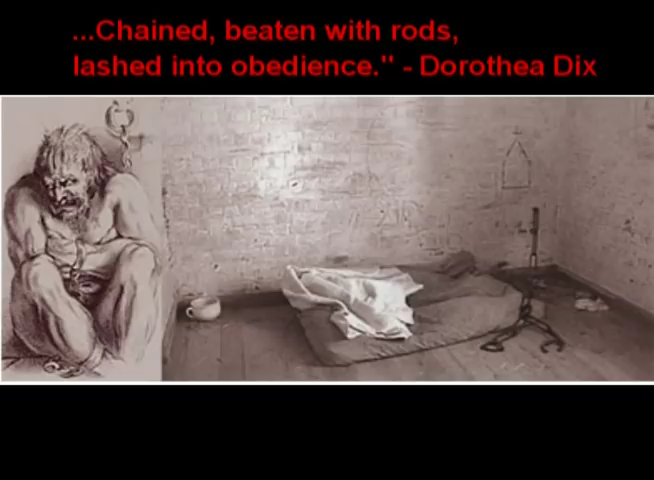 ...Chained, beaten with rods,
lashed into obedience." - Dorothea Dix